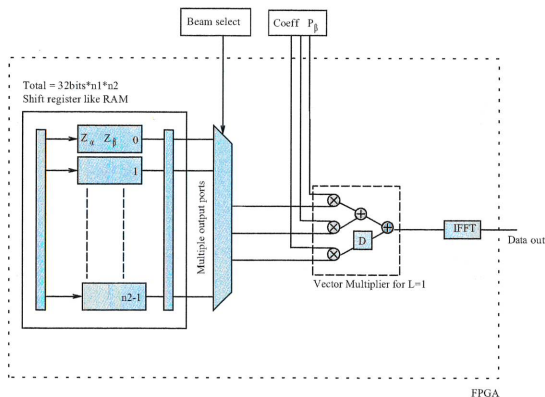 Beam select
Coeff P_β
Total = 32bits*n1*n2
Shift register like RAM
Z_α Z_β 0
1
n2-1
Multiple output ports
D
IFFT
Data out
Vector Multiplier for L=1
FPGA